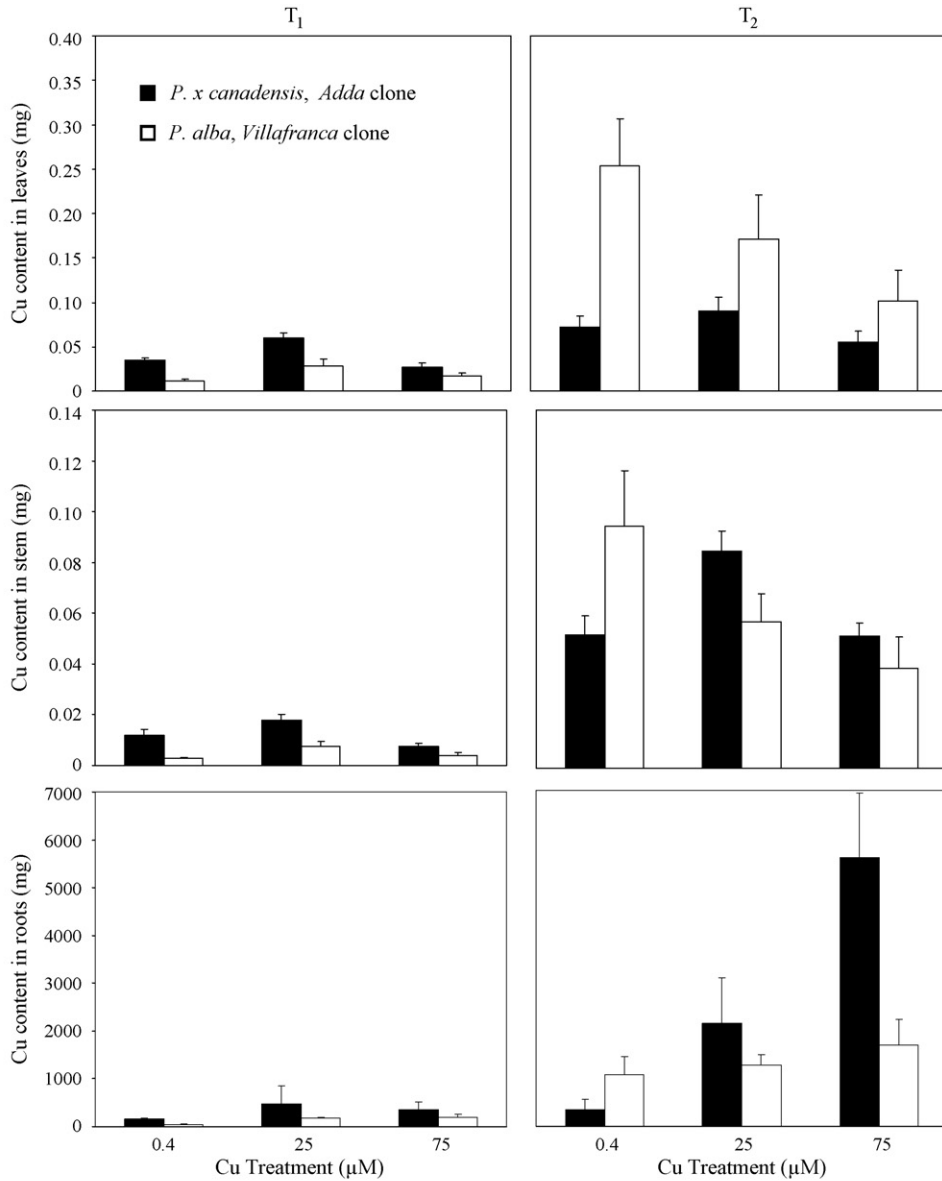 T₁
T₂
Cu content in leaves (mg)
0.40
0.35
0.30
0.25
0.20
0.15
0.10
0.05
0
P. x canadensis, Adda clone
P. alba, Villafranca clone
Cu content in stem (mg)
0.14
0.12
0.10
0.08
0.06
0.04
0.02
0
Cu content in roots (mg)
7000
6000
5000
4000
3000
2000
1000
0
0.4 25 75
Cu Treatment (μM)
0.4 25 75
Cu Treatment (μM)